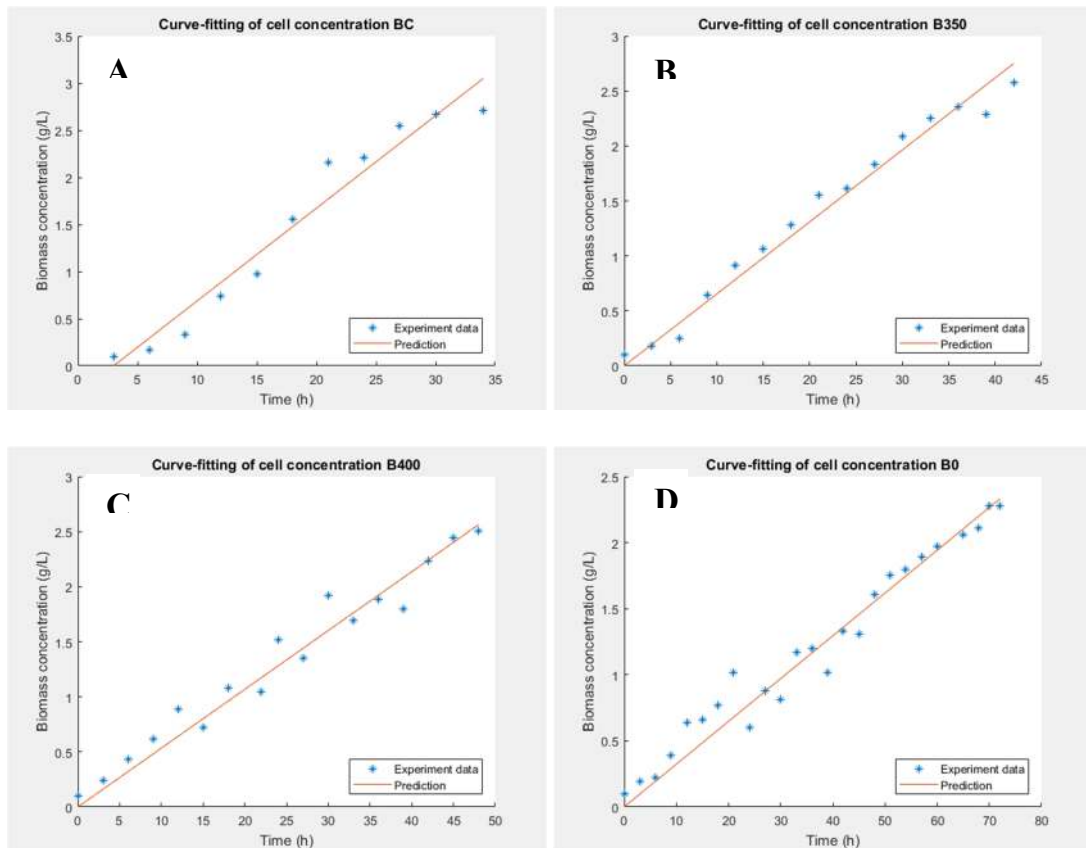 Curve-fitting of cell concentration BC
A
3.5
3
2.5
2
1.5
1
0.5
0
Biomass concentration (g/L)
Experiment data
Prediction
0 5 10 15 20 25 30 35
Time (h)
Curve-fitting of cell concentration B350
B
3
2.5
2
1.5
1
0.5
0
Biomass concentration (g/L)
Experiment data
Prediction
0 5 10 15 20 25 30 35 40 45
Time (h)
Curve-fitting of cell concentration B400
C
3
2.5
2
1.5
1
0.5
0
Biomass concentration (g/L)
Experiment data
Prediction
0 5 10 15 20 25 30 35 40 45 50
Time (h)
Curve-fitting of cell concentration B0
D
2.5
2
1.5
1
0.5
0
Biomass concentration (g/L)
Experiment data
Prediction
0 10 20 30 40 50 60 70 80
Time (h)